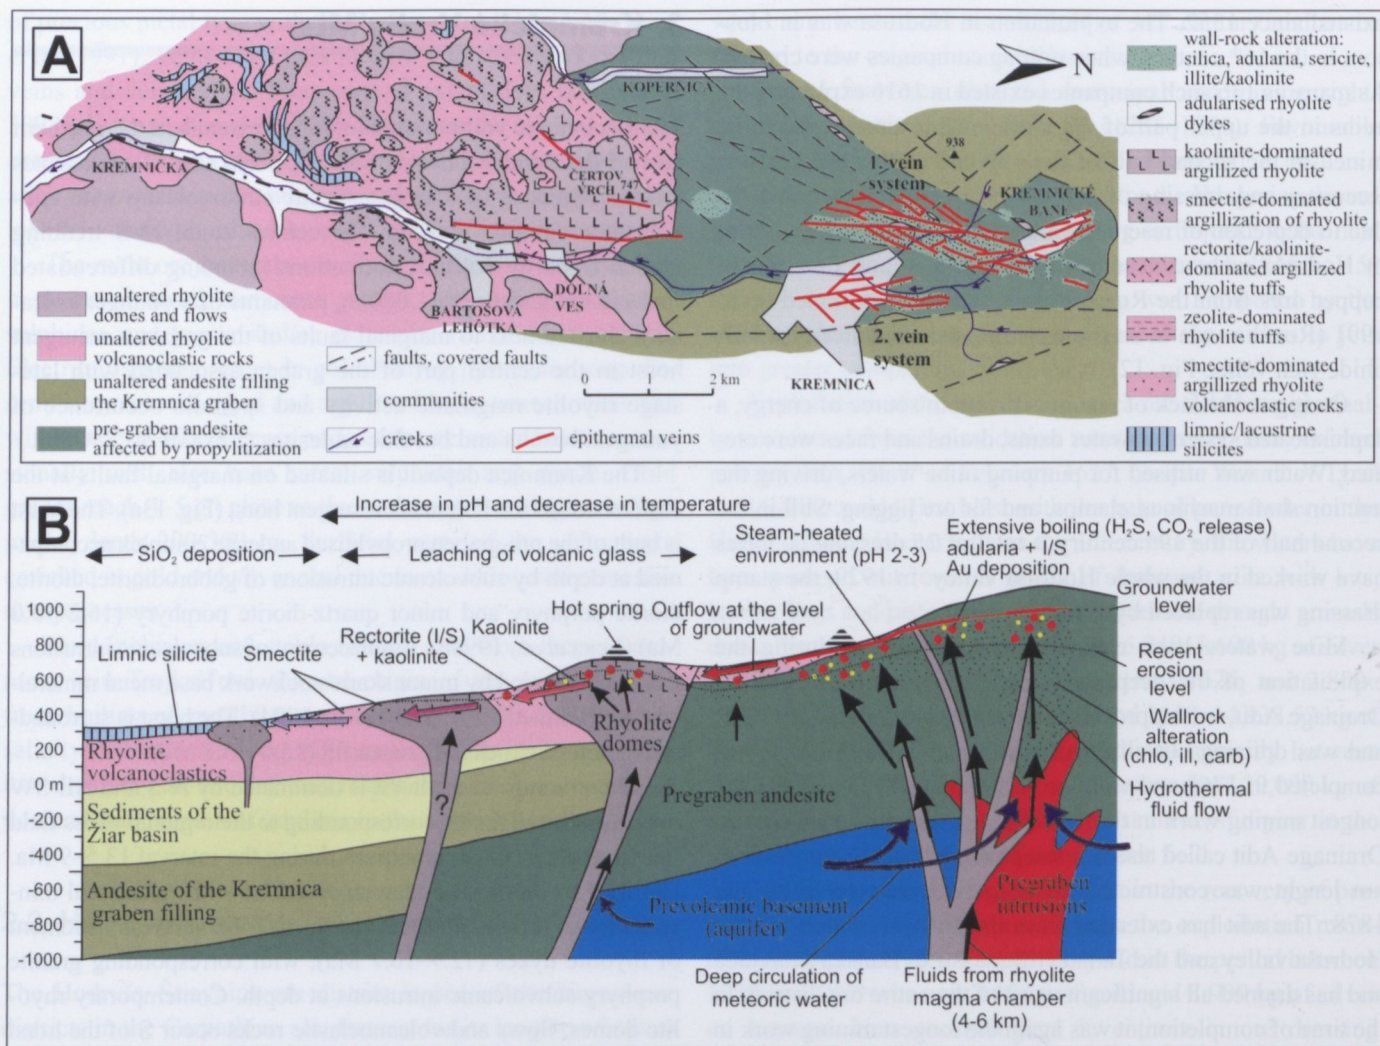 A
N
KOPERNICA
420
KREMNIČKA
938
1. vein
system
KREMNICKÉ
BANE
ČERTOV
VRCH 747
DOLNÁ
VES
BARTOŠOVA
LEHÔTKA
2. vein
system
KREMNICA
wall-rock alteration:
silica, adularia, sericite,
illite/kaolinite
adularised rhyolite
dykes
kaolinite-dominated
argillized rhyolite
smectite-dominated
argillization of rhyolite
rectorite/kaolinite-
dominated argillized
rhyolite tuffs
zeolite-dominated
rhyolite tuffs
smectite-dominated
argillized rhyolite
volcanoclastic rocks
limnic/lacustrine
silicites
unaltered rhyolite
domes and flows
unaltered rhyolite
volcanoclastic rocks
unaltered andesite filling
the Kremnica graben
pre-graben andesite
affected by propylitization
faults, covered faults
communities
creeks
epithermal veins
0 1 2 km
B
Increase in pH and decrease in temperature
SiO2 deposition
Leaching of volcanic glass
Steam-heated
water (pH 2-3)
Extensive boiling (H2S, CO2 release)
adularia + I/S
Au deposition
Groundwater
level
Hot spring
Outflow at the level
of groundwater
Kaolinite
Rectorite (I/S)
+ kaolinite
Limnic silicite
Smectite
Recent
erosion
level
Wallrock
alteration
(chlo, ill, carb)
Hydrothermal
fluid flow
1000
800
600
400
200
-200
-400
-600
-800
-1000
Rhyolite
volcanoclastics
Rhyolite
domes
Sediments of the
Žiar basin
?
Pregraben andesite
Andesite of the Kremnica
graben filling
Prevolcanic basement
(aquifer)
Pregraben
intrusions
Deep circulation of
meteoric water
Fluids from rhyolite
magma chamber
(4-6 km)